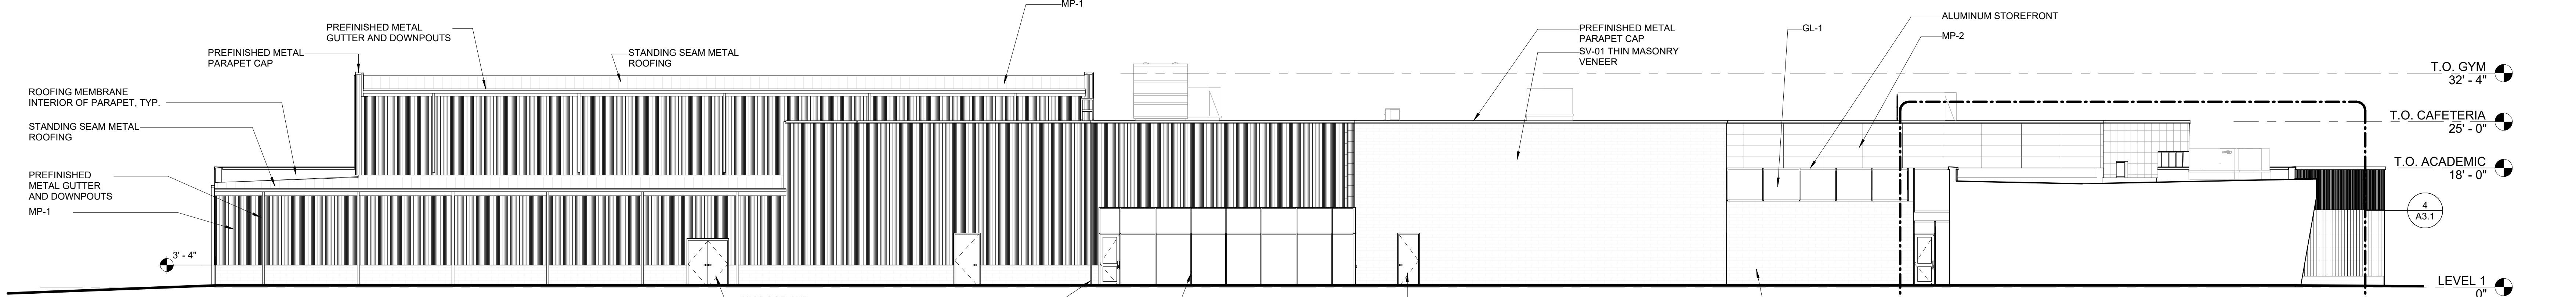 MP-1
PREFINISHED METAL
GUTTER AND DOWNPOUTS
PREFINISHED METAL
PARAPET CAP
STANDING SEAM METAL
ROOFING
ROOFING MEMBRANE
INTERIOR OF PARAPET, TYP.
STANDING SEAM METAL
ROOFING
PREFINISHED
METAL GUTTER
AND DOWNPOUTS
MP-1
3' - 4"
PREFINISHED METAL
PARAPET CAP
SV-01 THIN MASONRY
VENEER
GL-1
ALUMINUM STOREFRONT
MP-2
T.O. GYM
32' - 4"
T.O. CAFETERIA
25' - 0"
T.O. ACADEMIC
18' - 0"
4
A3.1
LEVEL 1
0"